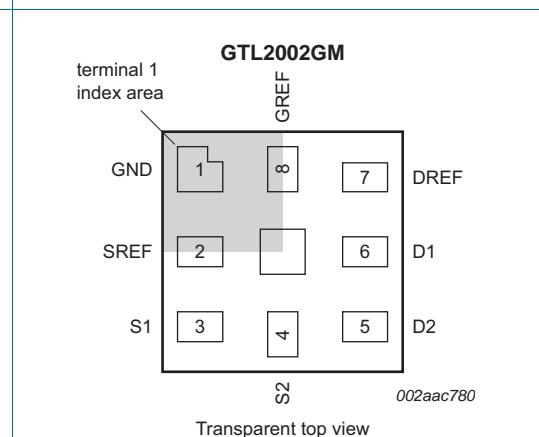 GTL2002GM
terminal 1
index area
GREF
GND
1
8
7
DREF
SREF
2
6
D1
S1
3
4
5
D2
S2
002aac780
Transparent top view